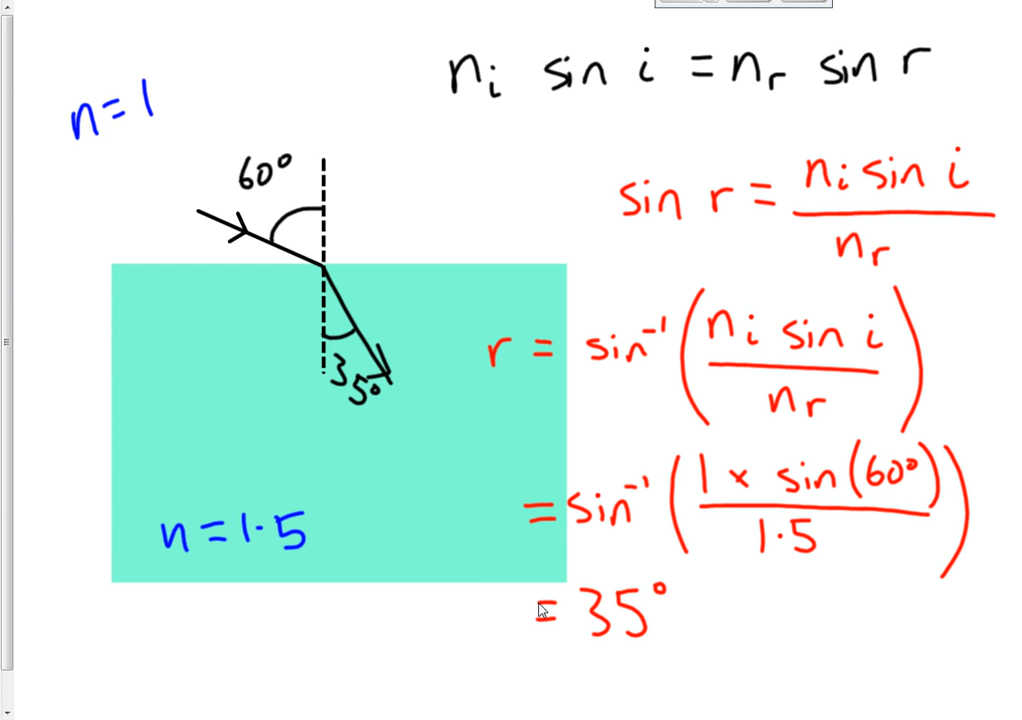 nᵢ sin i = nᵣ sin r
n = 1
60°
sin r = nᵢ sin i / nᵣ
r = sin⁻¹ (nᵢ sin i / nᵣ)
35°
= sin⁻¹ (1 × sin(60°) / 1·5)
n = 1·5
= 35°